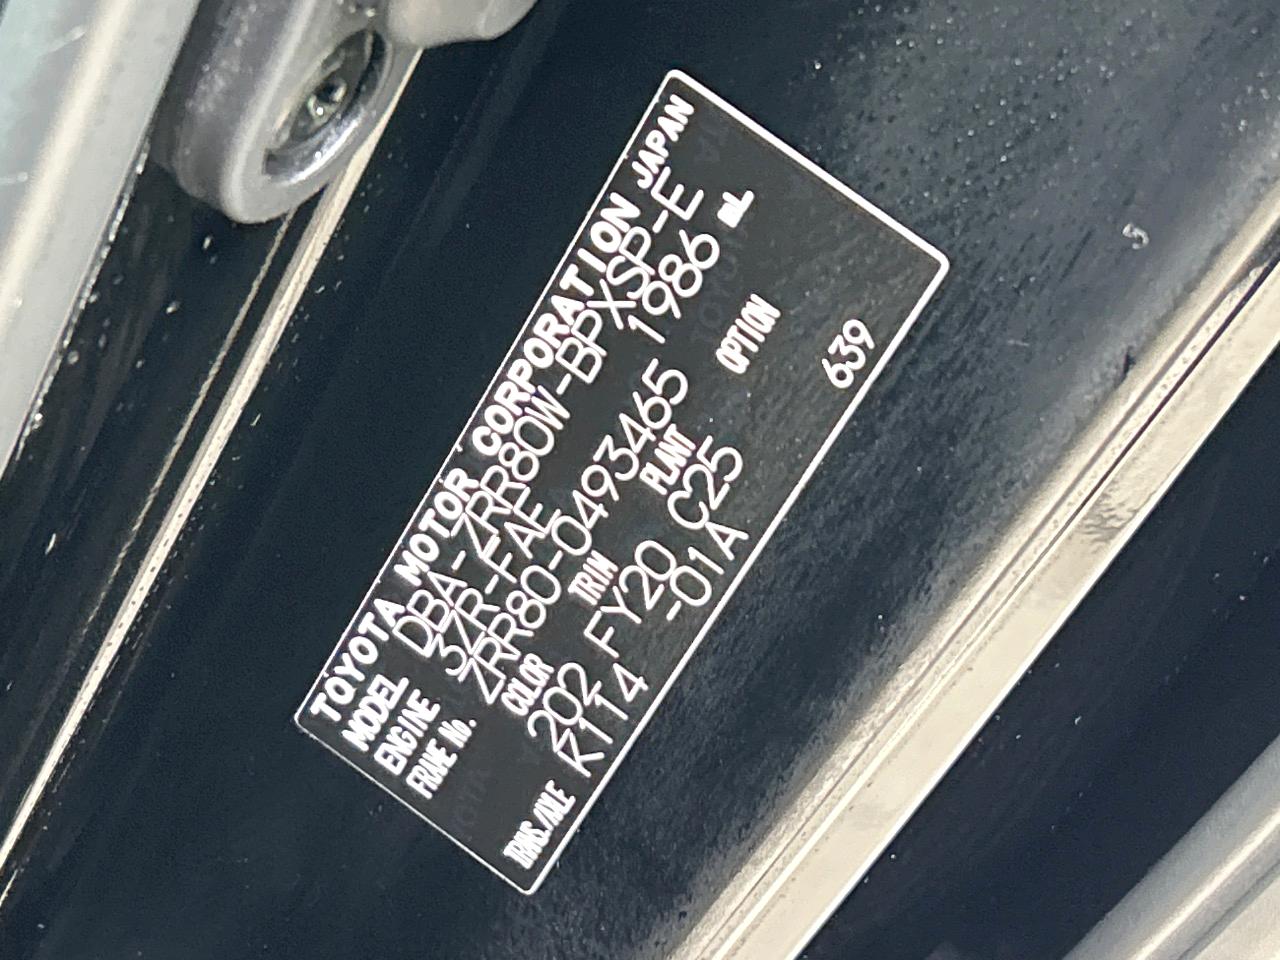 TOYOTA MOTOR CORPORATION JAPAN
MODEL DBA-ZRR80W-BPXSP-E
ENGINE 3ZR-FAE 1986 mL
FRAME No. ZRR80-0493465
COLOR TRIM PLANT OPTION
202 FY20 C25
TRANS./AXLE K114 -01A 639